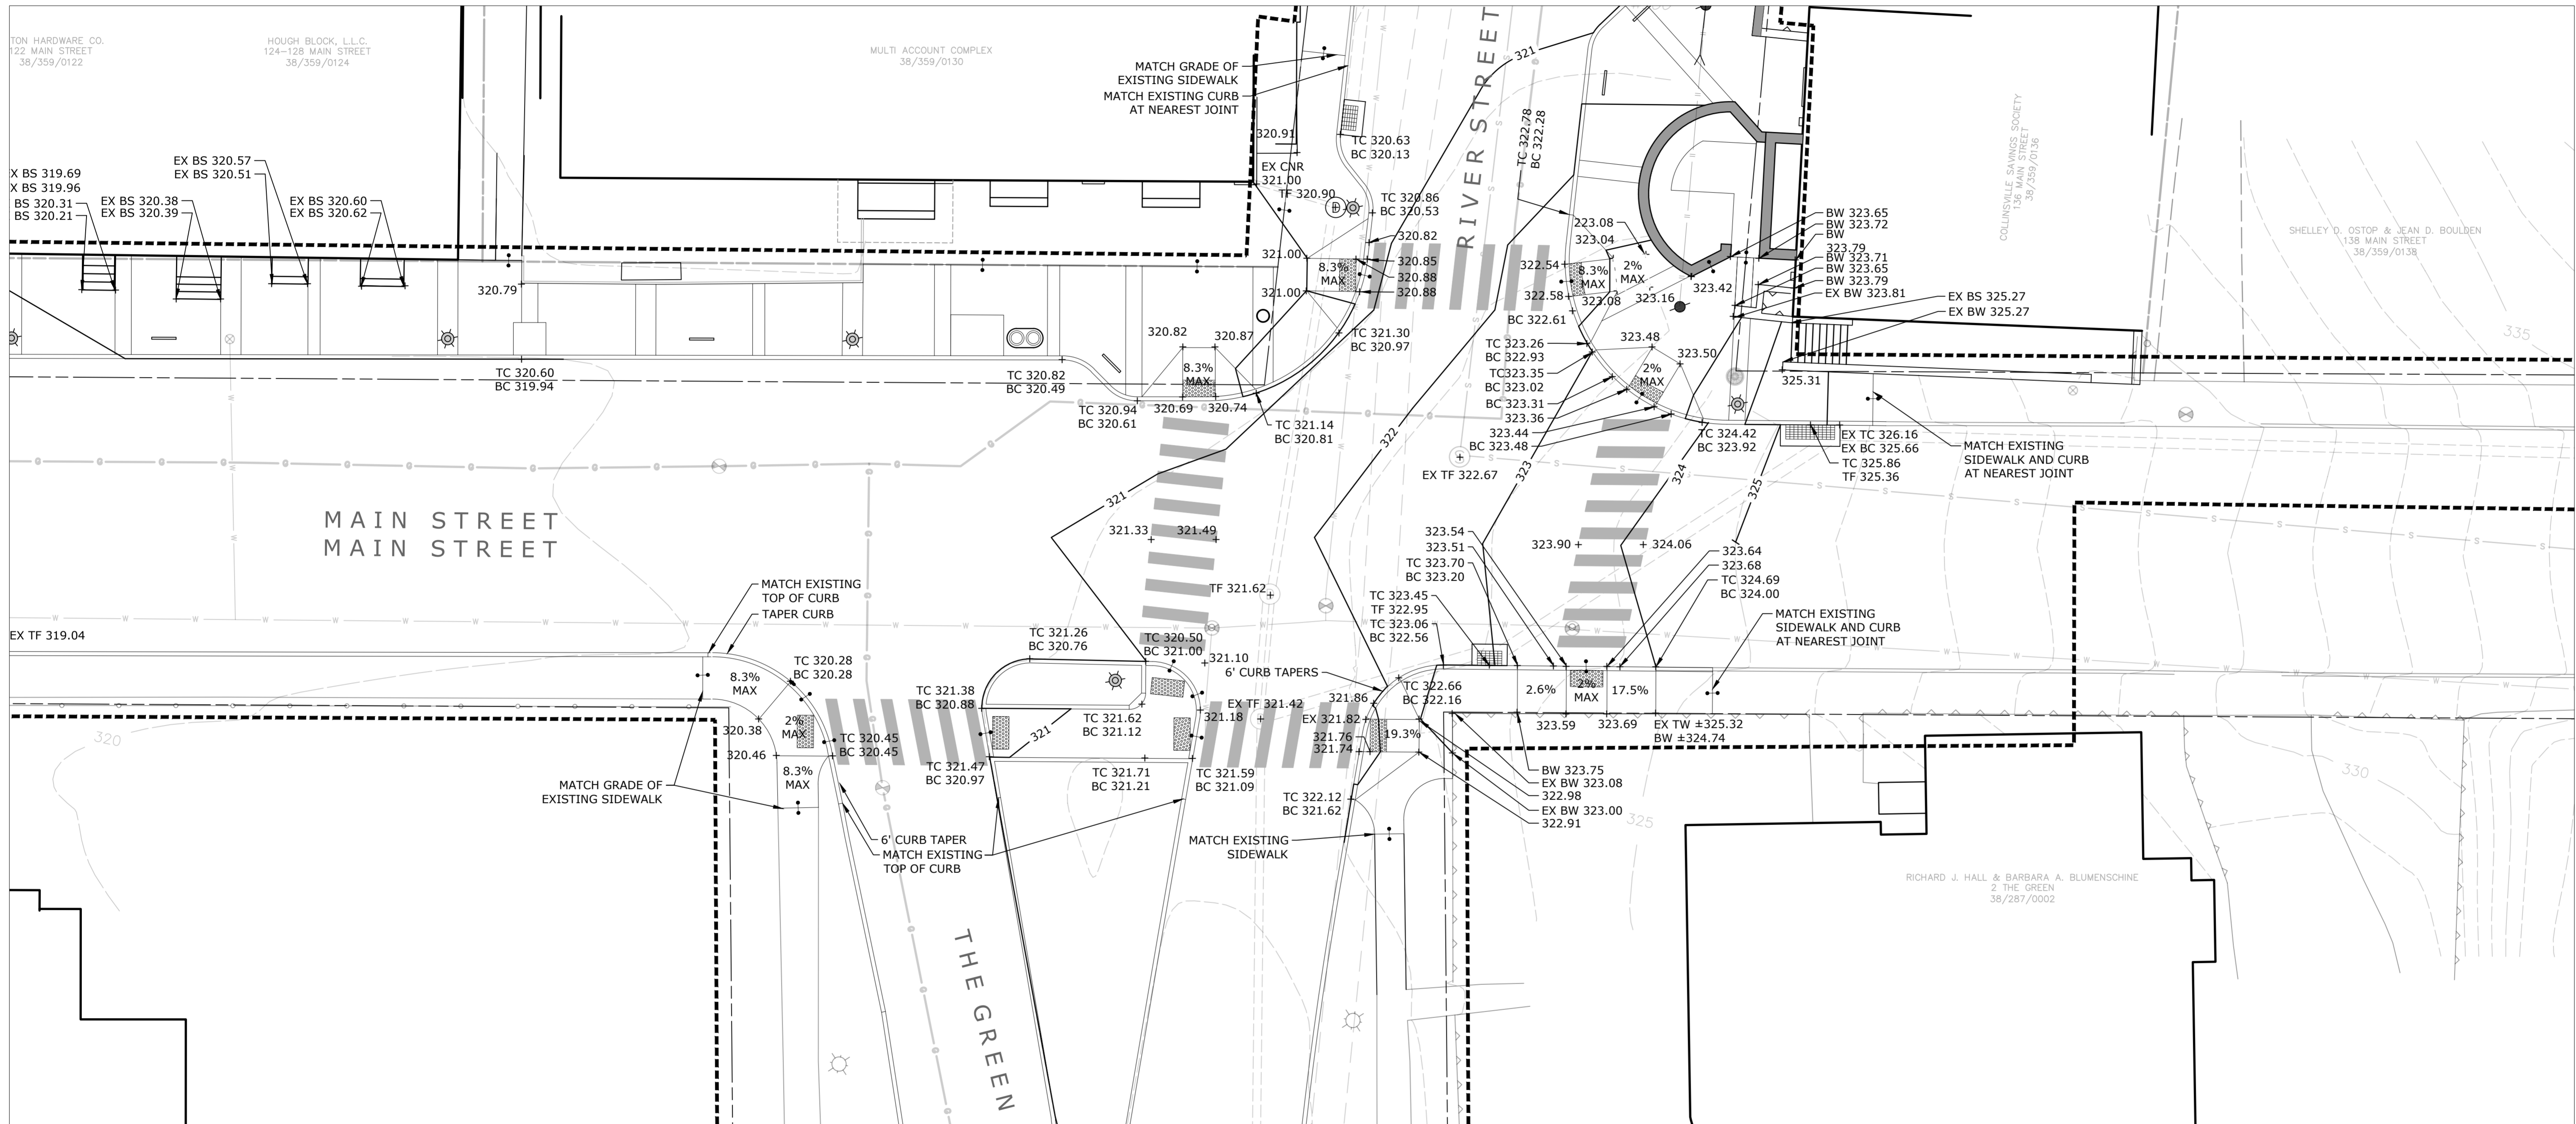 TON HARDWARE CO.
122 MAIN STREET
38/359/0122
HOUGH BLOCK, L.L.C.
124-128 MAIN STREET
38/359/0124
MULTI ACCOUNT COMPLEX
38/359/0130
MATCH GRADE OF
EXISTING SIDEWALK
MATCH EXISTING CURB
AT NEAREST JOINT
RIVER STREET
321
TC 322.78
BC 322.28
COLLINSVILLE SAVINGS SOCIETY
136 MAIN STREET
38/359/0136
SHELLEY D. OSTOP & JEAN D. BOULDEN
138 MAIN STREET
38/359/0138
335
X BS 319.69
X BS 319.96
BS 320.31
BS 320.21
EX BS 320.57
EX BS 320.51
EX BS 320.38
EX BS 320.39
EX BS 320.60
EX BS 320.62
320.91
EX CNR
321.00
TF 320.90
D
TC 320.63
BC 320.13
TC 320.86
BC 320.53
320.82
320.85
320.88
320.88
321.00
321.00
8.3%
MAX
TC 321.30
BC 320.97
320.79
320.82
320.87
8.3%
MAX
TC 320.60
BC 319.94
TC 320.82
BC 320.49
TC 320.94
BC 320.61
320.69
320.74
TC 321.14
BC 320.81
223.08
323.04
322.54
8.3%
MAX
2%
MAX
322.58
323.08
323.16
323.42
BC 322.61
TC 323.26
BC 322.93
TC323.35
BC 323.02
BC 323.31
323.36
323.44
BC 323.48
323.48
323.50
2%
MAX
BW 323.65
BW 323.72
BW
323.79
BW 323.71
BW 323.65
BW 323.79
EX BW 323.81
EX BS 325.27
EX BW 325.27
325.31
TC 324.42
BC 323.92
EX TC 326.16
EX BC 325.66
TC 325.86
TF 325.36
MATCH EXISTING
SIDEWALK AND CURB
AT NEAREST JOINT
EX TF 322.67
321
322
323
324
325
MAIN STREET
MAIN STREET
321.33
321.49
TF 321.62
323.90
324.06
323.54
323.51
TC 323.70
BC 323.20
TC 323.45
TF 322.95
TC 323.06
BC 322.56
323.64
323.68
TC 324.69
BC 324.00
MATCH EXISTING
SIDEWALK AND CURB
AT NEAREST JOINT
EX TF 319.04
MATCH EXISTING
TOP OF CURB
TAPER CURB
TC 320.28
BC 320.28
8.3%
MAX
2%
MAX
320.38
320.46
8.3%
MAX
TC 320.45
BC 320.45
320
MATCH GRADE OF
EXISTING SIDEWALK
TC 321.26
BC 320.76
TC 320.50
BC 321.00
321.10
TC 321.38
BC 320.88
TC 321.62
BC 321.12
321.18
321
TC 321.47
BC 320.97
TC 321.71
BC 321.21
TC 321.59
BC 321.09
6' CURB TAPERS
EX TF 321.42
321.86
EX 321.82
321.76
321.74
19.3%
TC 322.66
BC 322.16
TC 322.12
BC 321.62
2.6%
2%
MAX
17.5%
323.59
323.69
EX TW ±325.32
BW ±324.74
BW 323.75
EX BW 323.08
322.98
EX BW 323.00
322.91
MATCH EXISTING
SIDEWALK
6' CURB TAPER
MATCH EXISTING
TOP OF CURB
THE GREEN
325
330
RICHARD J. HALL & BARBARA A. BLUMENSCHINE
2 THE GREEN
38/287/0002